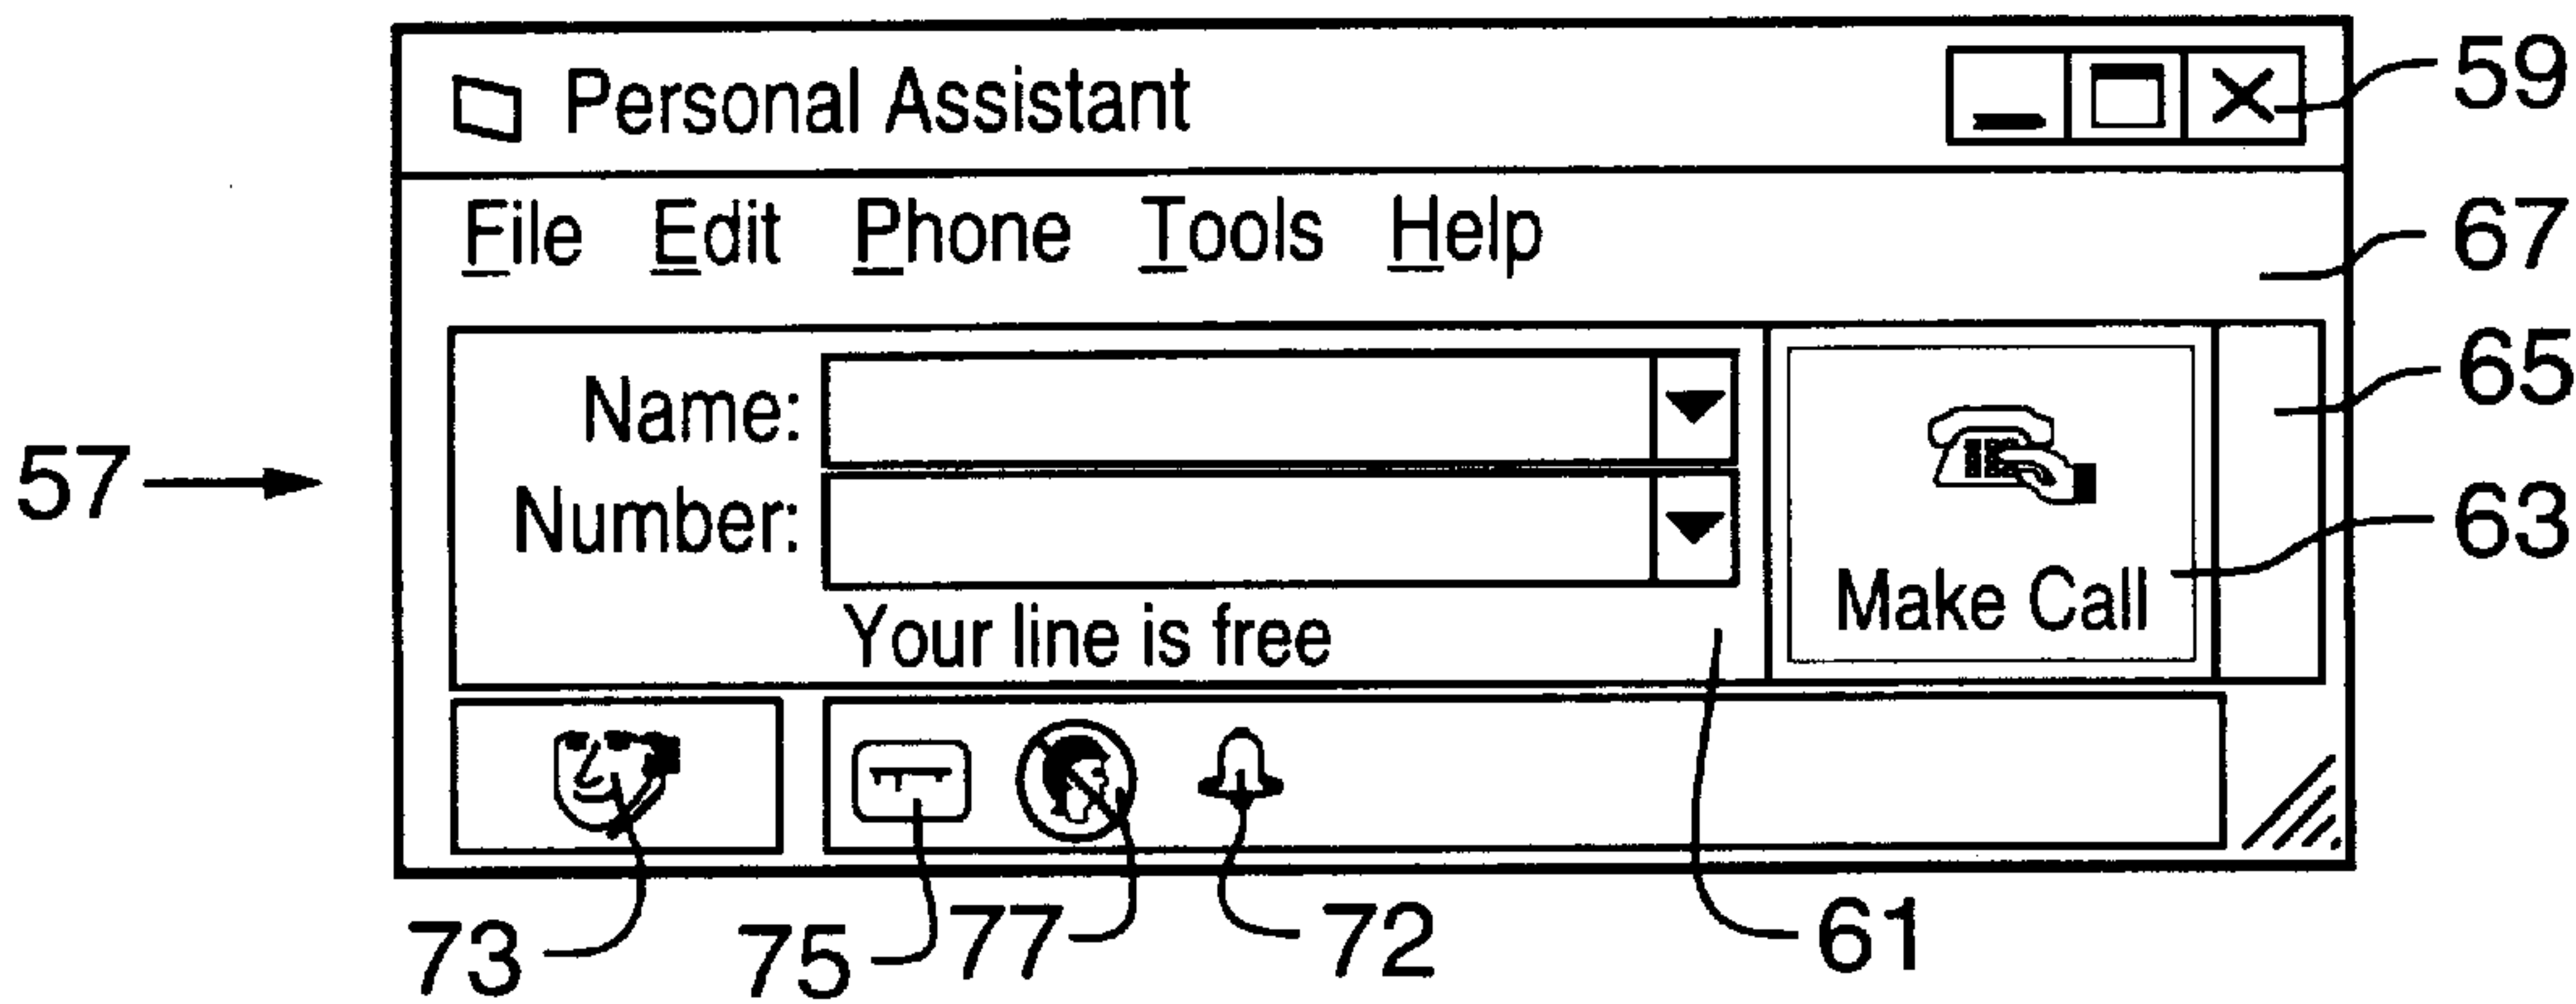 Personal Assistant
59
File Edit Phone Tools Help
67
Name:
65
57
Number:
63
Make Call
Your line is free
73 75 77 72 61